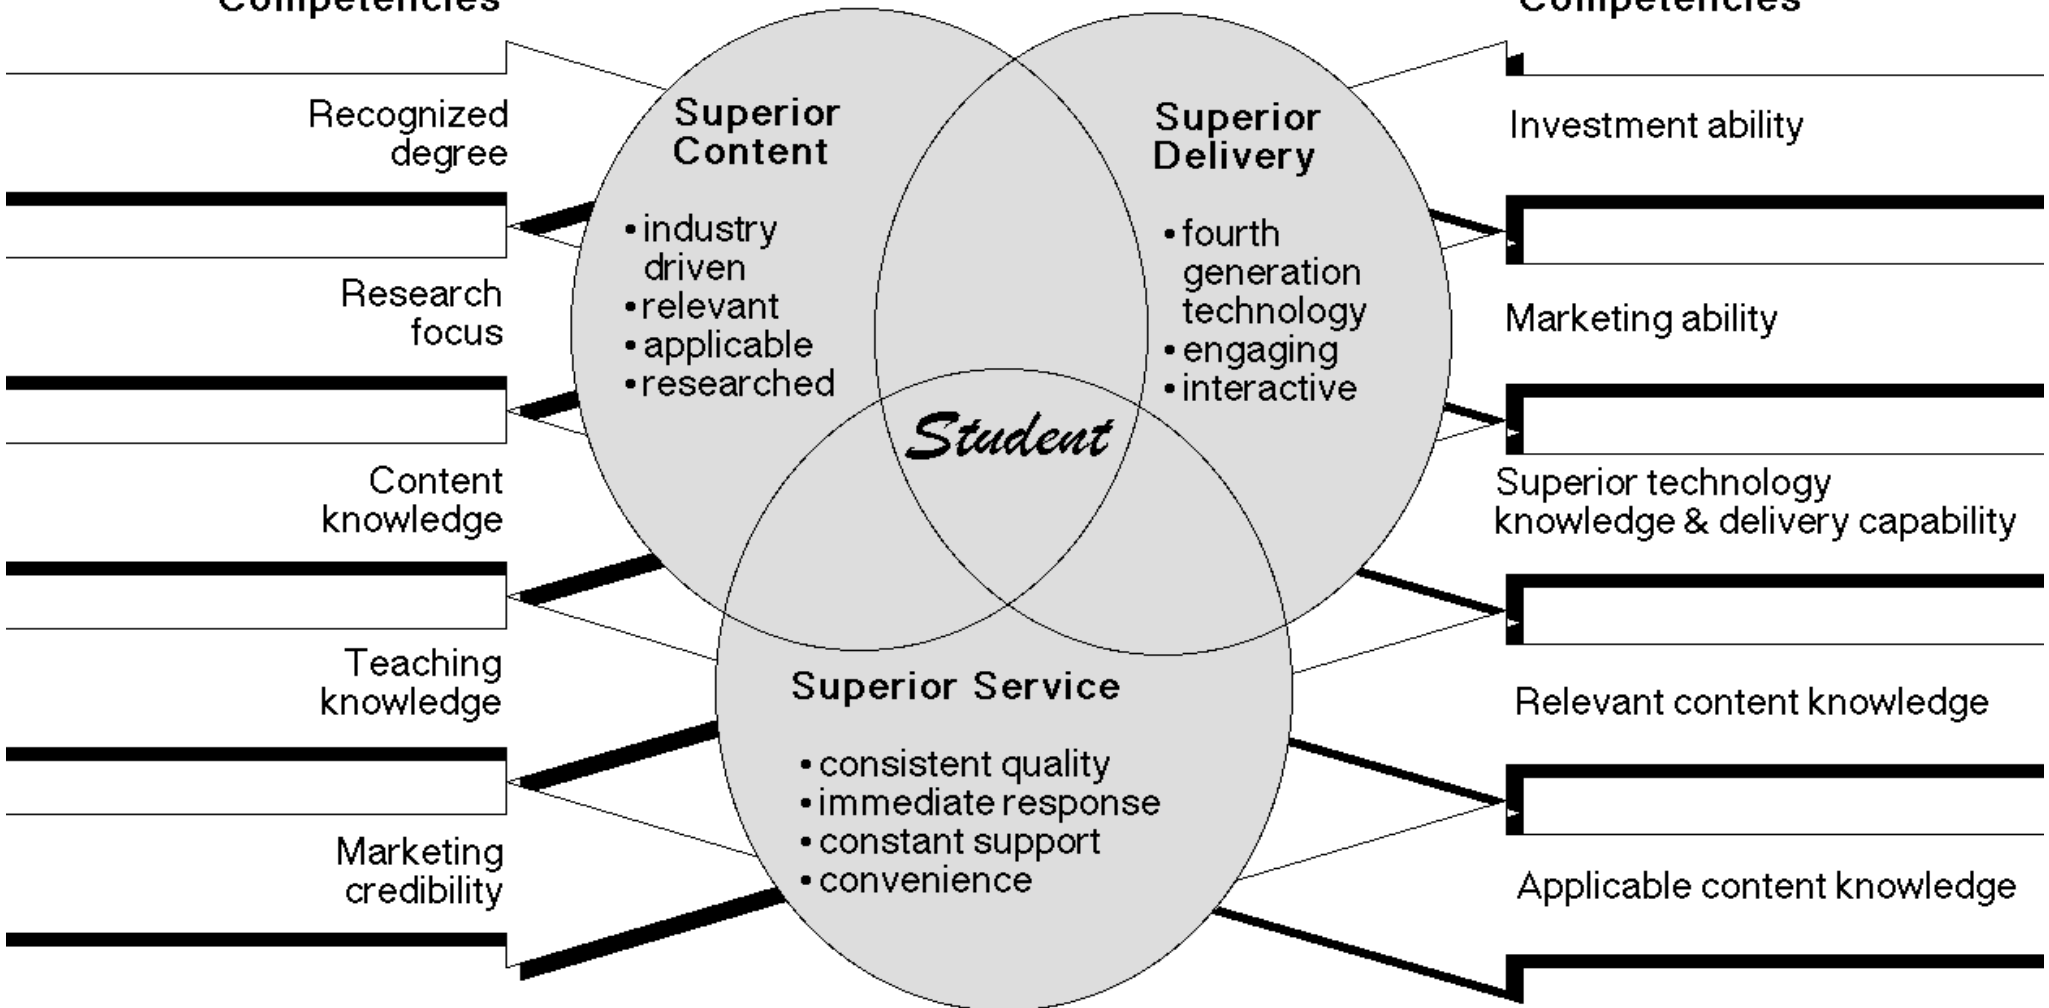 Competencies
Recognized
degree
Research
focus
Content
knowledge
Teaching
knowledge
Marketing
credibility
Superior
Content
•industry
driven
•relevant
•applicable
•researched
Superior
Delivery
•fourth
generation
technology
•engaging
•interactive
Student
Superior Service
•consistent quality
•immediate response
•constant support
•convenience
Competencies
Investment ability
Marketing ability
Superior technology
knowledge & delivery capability
Relevant content knowledge
Applicable content knowledge